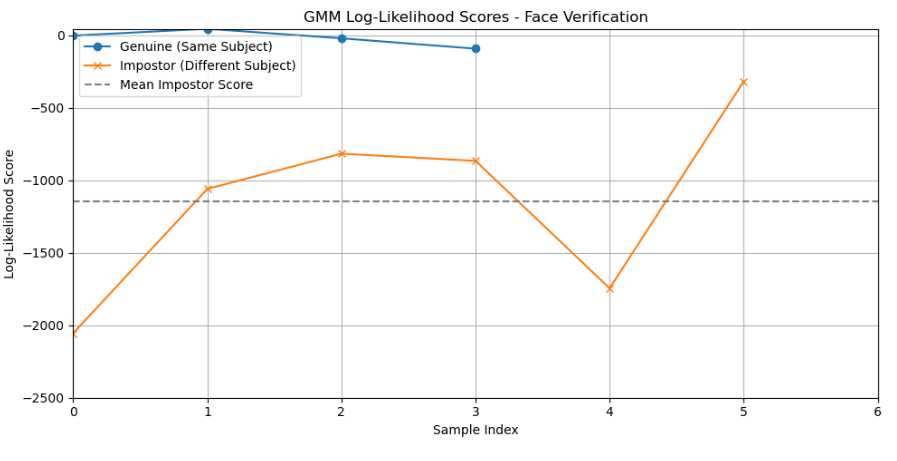 GMM Log-Likelihood Scores - Face Verification
Genuine (Same Subject)
Impostor (Different Subject)
Mean Impostor Score
Log-Likelihood Score
0
−500
−1000
−1500
−2000
−2500
0 1 2 3 4 5 6
Sample Index